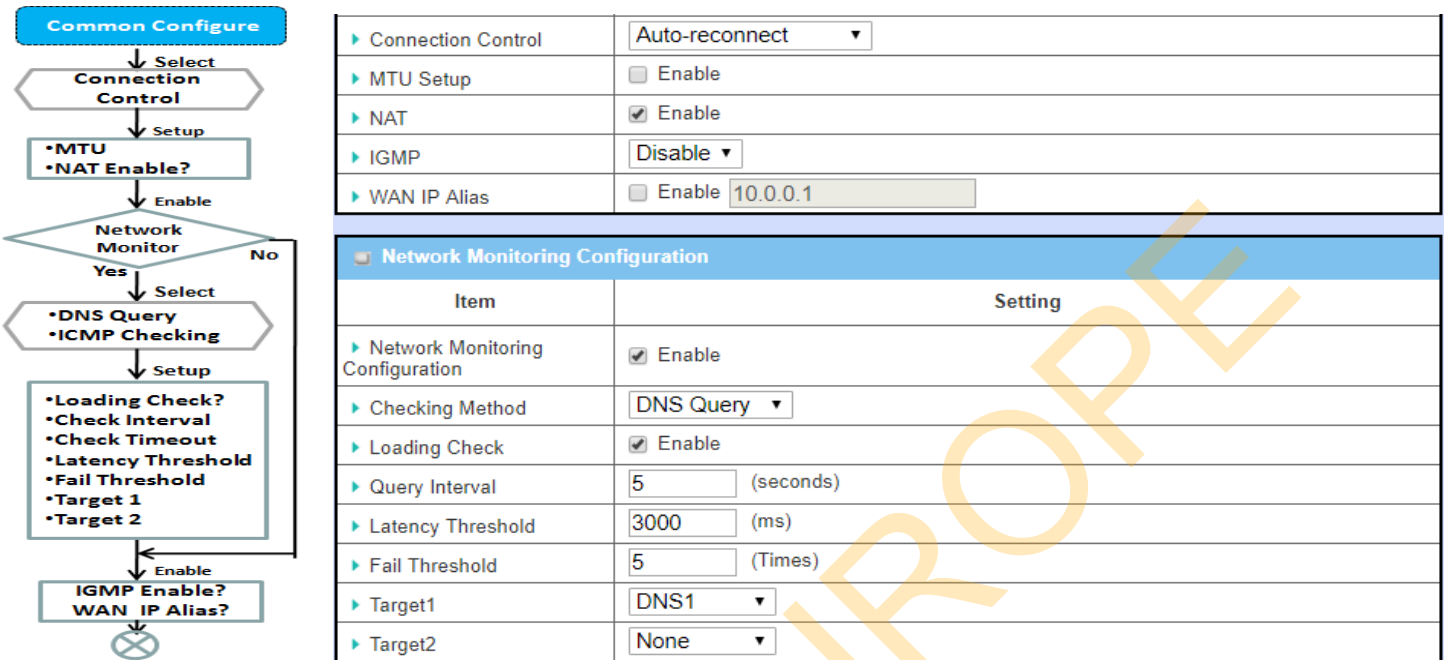 Common Configure
Select
Connection
Control
Setup
•MTU
•NAT Enable?
Enable
Network
Monitor
No
Yes
Select
•DNS Query
•ICMP Checking
Setup
•Loading Check?
•Check Interval
•Check Timeout
•Latency Threshold
•Fail Threshold
•Target 1
•Target 2
Enable
IGMP Enable?
WAN IP Alias?
Connection Control Auto-reconnect
MTU Setup Enable
NAT Enable
IGMP Disable
WAN IP Alias Enable 10.0.0.1
Network Monitoring Configuration
Item Setting
Network Monitoring
Configuration Enable
Checking Method DNS Query
Loading Check Enable
Query Interval 5 (seconds)
Latency Threshold 3000 (ms)
Fail Threshold 5 (Times)
Target1 DNS1
Target2 None
UROPE